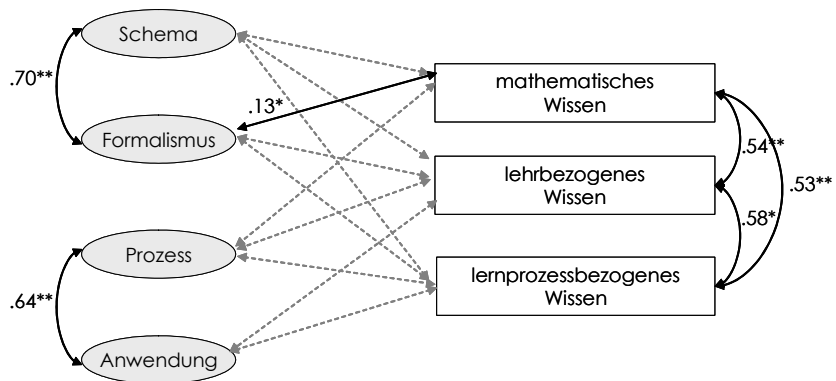 Schema
.70**
Formalismus
.13*
Prozess
.64**
Anwendung
mathematisches
Wissen
lehrbezogenes
Wissen
lernprozessbezogenes
Wissen
.54**
.53**
.58*